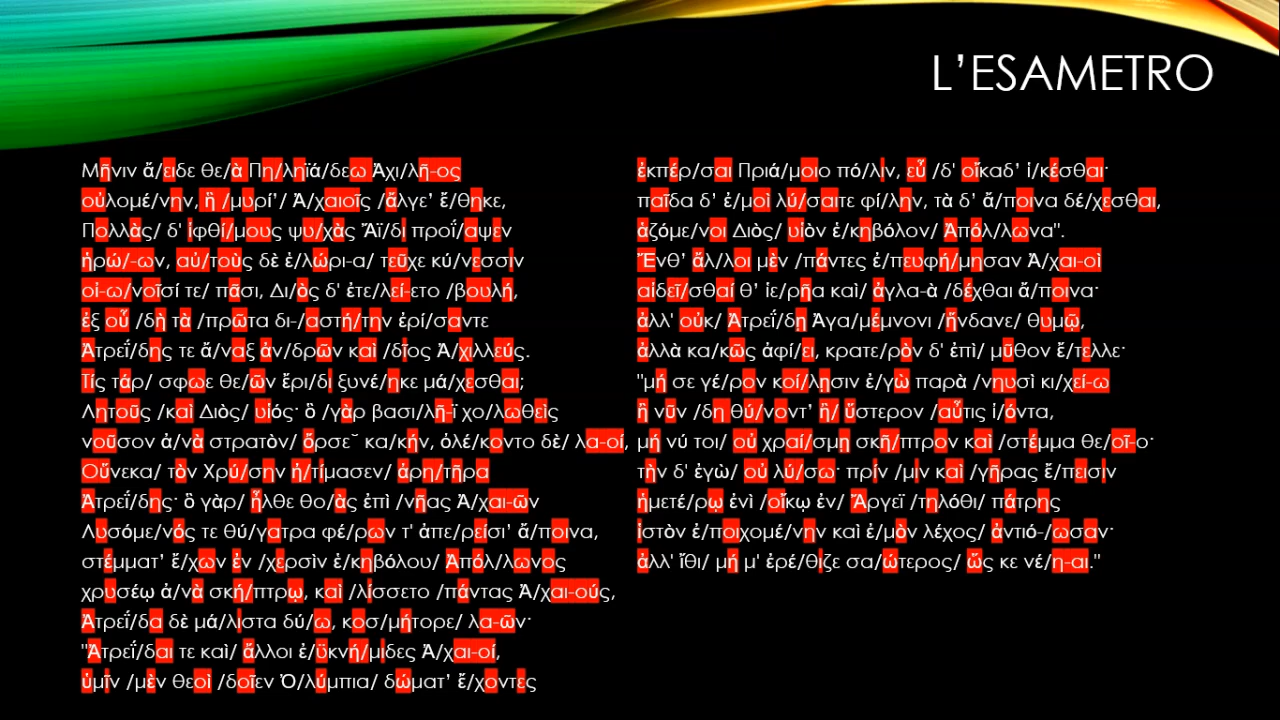 L’ESAMETRO
Μῆνιν ἄ/ειδε θε/ὰ Πη/ληϊά/δεω Ἀχι/λῆ-ος
οὐλομέ/νην, ἣ /μυρί’/ Ἀ/χαιοῖς /ἄλγε’ ἔ/θηκε,
Πολλὰς/ δ' ἰφθί/μους ψυ/χὰς Ἄϊ/δι προΐ/αψεν
ἡρώ/-ων, αὐ/τοὺς δὲ ἑ/λώρι-α/ τεῦχε κύ/νεσσιν
οἰ-ω/νοῖσί τε/ πᾶσι, Δι/ὸς δ' ἐτε/λεί-ετο /βουλή,
ἐξ οὗ /δὴ τὰ /πρῶτα δι-/αστή/την ἐρί/σαντε
Ἀτρεΐ/δης τε ἄ/ναξ ἀν/δρῶν καὶ /δῖος Ἀ/χιλλεύς.
Τίς τάρ/ σφωε θε/ῶν ἔρι/δι ξυνέ/ηκε μά/χεσθαι;
Λητοῦς /καὶ Διὸς/ υἱός· ὃ /γὰρ βασι/λῆ-ϊ χο/λωθεὶς
νοῦσον ἀ/νὰ στρατὸν/ ὄρσε˘ κα/κήν, ὀλέ/κοντο δὲ/ λα-οί,
Οὕνεκα/ τὸν Χρύ/σην ἠ/τίμασεν/ ἀρη/τῆρα
Ἀτρεΐ/δης· ὃ γὰρ/ ἦλθε θο/ὰς ἐπὶ /νῆας Ἀ/χαι-ῶν
Λυσόμε/νός τε θύ/γατρα φέ/ρων τ' ἀπε/ρείσι’ ἄ/ποινα,
στέμματ’ ἔ/χων ἐν /χερσὶν ἑ/κηβόλου/ Ἀπόλ/λωνος
χρυσέῳ ἀ/νὰ σκή/πτρῳ, καὶ /λίσσετο /πάντας Ἀ/χαι-ούς,
Ἀτρεΐ/δα δὲ μά/λιστα δύ/ω, κοσ/μήτορε/ λα-ῶν·
"Ἀτρεΐ/δαι τε καὶ/ ἄλλοι ἐ/ϋκνή/μιδες Ἀ/χαι-οί,
ὑμῖν /μὲν θεοὶ /δοῖεν Ὀ/λύμπια/ δώματ’ ἔ/χοντες
ἐκπέρ/σαι Πριά/μοιο πό/λιν, εὖ /δ' οἴκαδ’ ἱ/κέσθαι·
παῖδα δ’ ἐ/μοὶ λύ/σαιτε φί/λην, τὰ δ’ ἄ/ποινα δέ/χεσθαι,
ἁζόμε/νοι Διὸς/ υἱὸν ἑ/κηβόλον/ Ἀπόλ/λωνα".
Ἔνθ’ ἄλ/λοι μὲν /πάντες ἐ/πευφή/μησαν Ἀ/χαι-οὶ
αἰδεῖ/σθαί θ’ ἱε/ρῆα καὶ/ ἀγλα-ὰ /δέχθαι ἄ/ποινα·
ἀλλ' οὐκ/ Ἀτρεΐ/δῃ Ἀγα/μέμνονι /ἥνδανε/ θυμῷ,
ἀλλὰ κα/κῶς ἀφί/ει, κρατε/ρὸν δ' ἐπὶ/ μῦθον ἔ/τελλε·
"μή σε γέ/ρον κοί/λῃσιν ἐ/γὼ παρὰ /νηυσὶ κι/χεί-ω
ἢ νῦν /δη θύ/νοντ’ ἢ/ ὕστερον /αὖτις ἰ/όντα,
μή νύ τοι/ οὐ χραί/σμῃ σκῆ/πτρον καὶ /στέμμα θε/οῖ-ο·
τὴν δ' ἐγὼ/ οὐ λύ/σω· πρίν /μιν καὶ /γῆρας ἔ/πεισιν
ἡμετέ/ρῳ ἐνὶ /οἴκῳ ἐν/ Ἄργεϊ /τηλόθι/ πάτρης
ἱστὸν ἐ/ποιχομέ/νην καὶ ἐ/μὸν λέχος/ ἀντιό-/ωσαν·
ἀλλ' ἴθι/ μή μ' ἐρέ/θιζε σα/ώτερος/ ὥς κε νέ/η-αι."